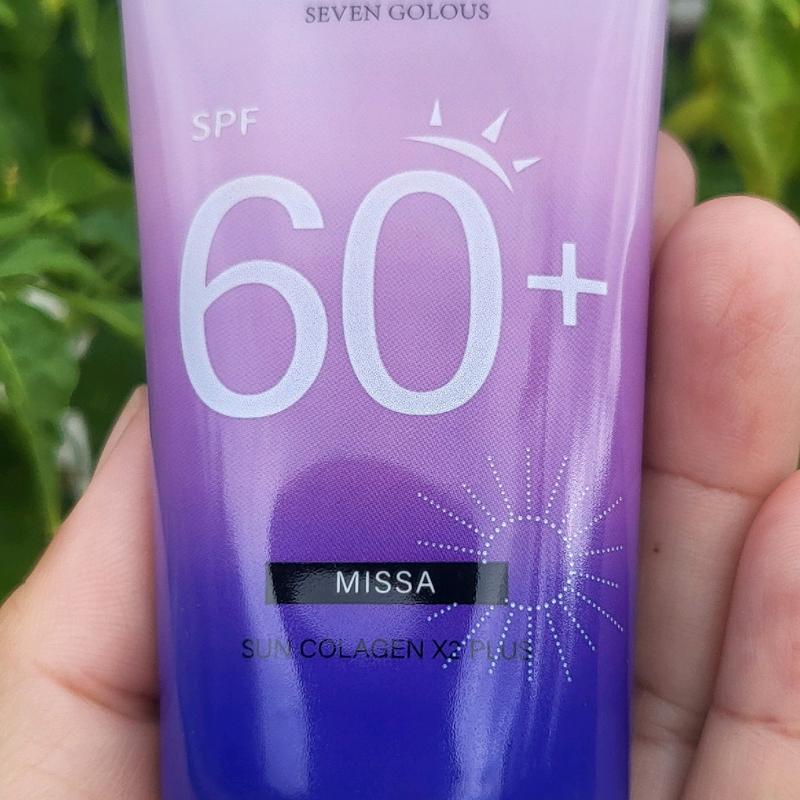 SEVEN GOLOUS
SPF
60+
MISSA
SUN COLAGEN X2 PLUS